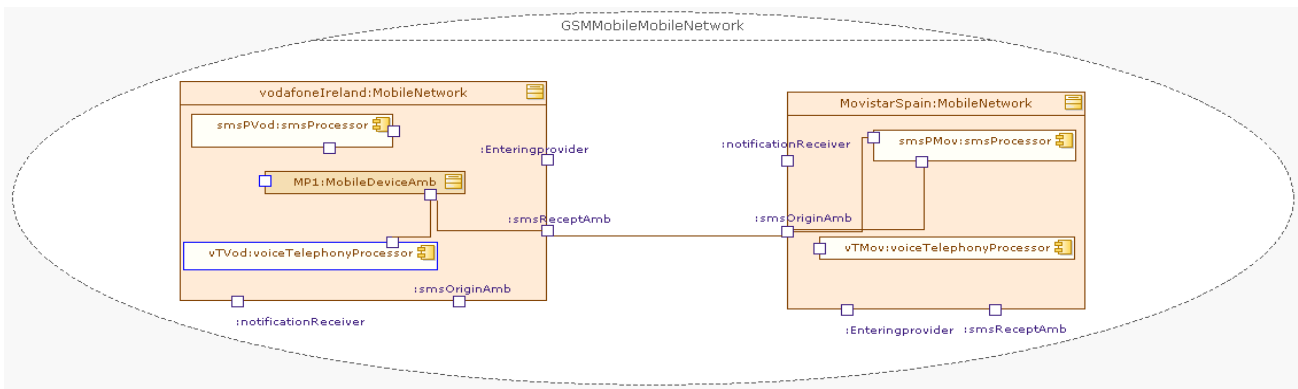 GSMMobileMobileNetwork
vodafoneIreland:MobileNetwork
smsPVod:smsProcessor
:Enteringprovider
MP1:MobileDeviceAmb
:smsReceptAmb
vTVod:voiceTelephonyProcessor
:smsOriginAmb
:notificationReceiver
MovistarSpain:MobileNetwork
:notificationReceiver
smsPMov:smsProcessor
:smsOriginAmb
vTMov:voiceTelephonyProcessor
:Enteringprovider
:smsReceptAmb